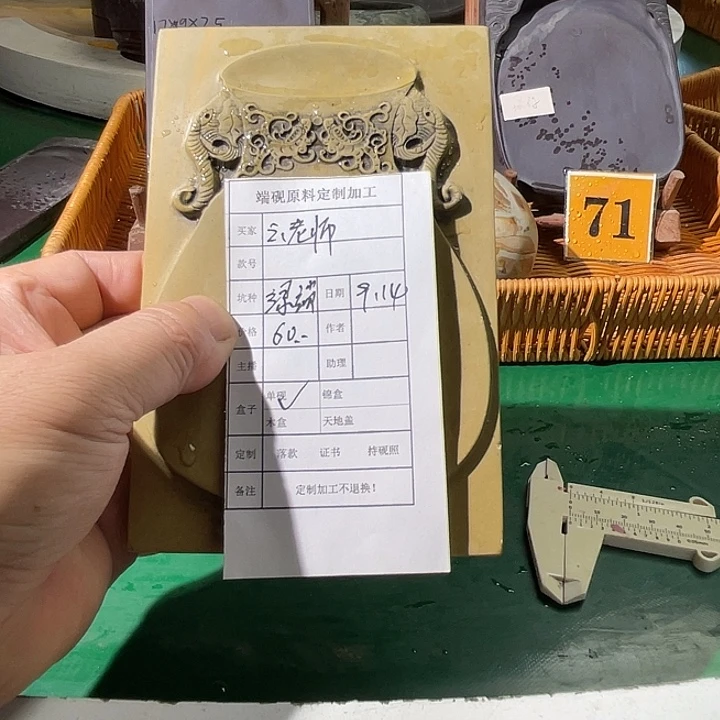 端砚原料定制加工
买家 云老师
款号
坑种 绿端 日期 9.14
价格 60.-
作者
主播 助理
盒子 单砚 ✓ 锦盒
木盒 天地盖
定制 落款 证书 持砚照
备注 定制加工不退换！
71